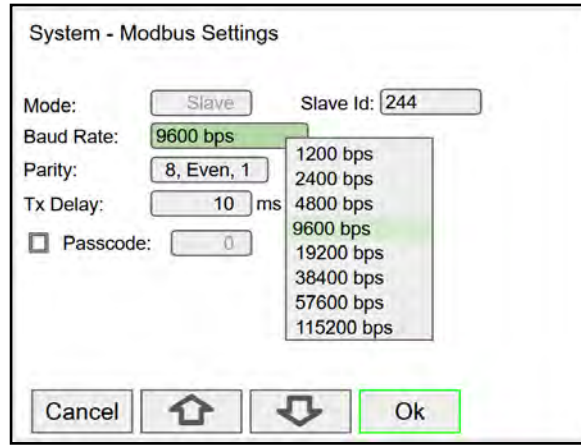 System - Modbus Settings
Mode: Slave Slave Id: 244
Baud Rate: 9600 bps
Parity: 8, Even, 1
Tx Delay: 10 ms
Passcode: 0
1200 bps
2400 bps
4800 bps
9600 bps
19200 bps
38400 bps
57600 bps
115200 bps
Cancel Ok